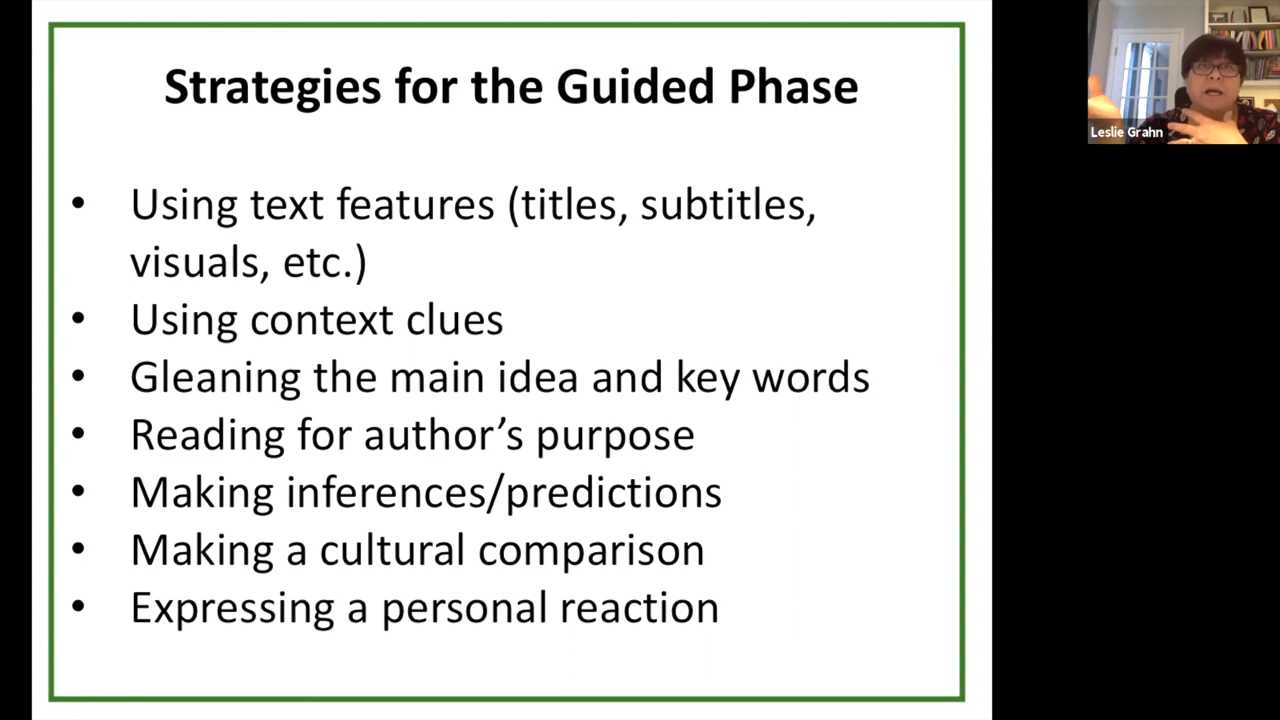 Strategies for the Guided Phase
• Using text features (titles, subtitles,
visuals, etc.)
• Using context clues
• Gleaning the main idea and key words
• Reading for author’s purpose
• Making inferences/predictions
• Making a cultural comparison
• Expressing a personal reaction
Leslie Grahn